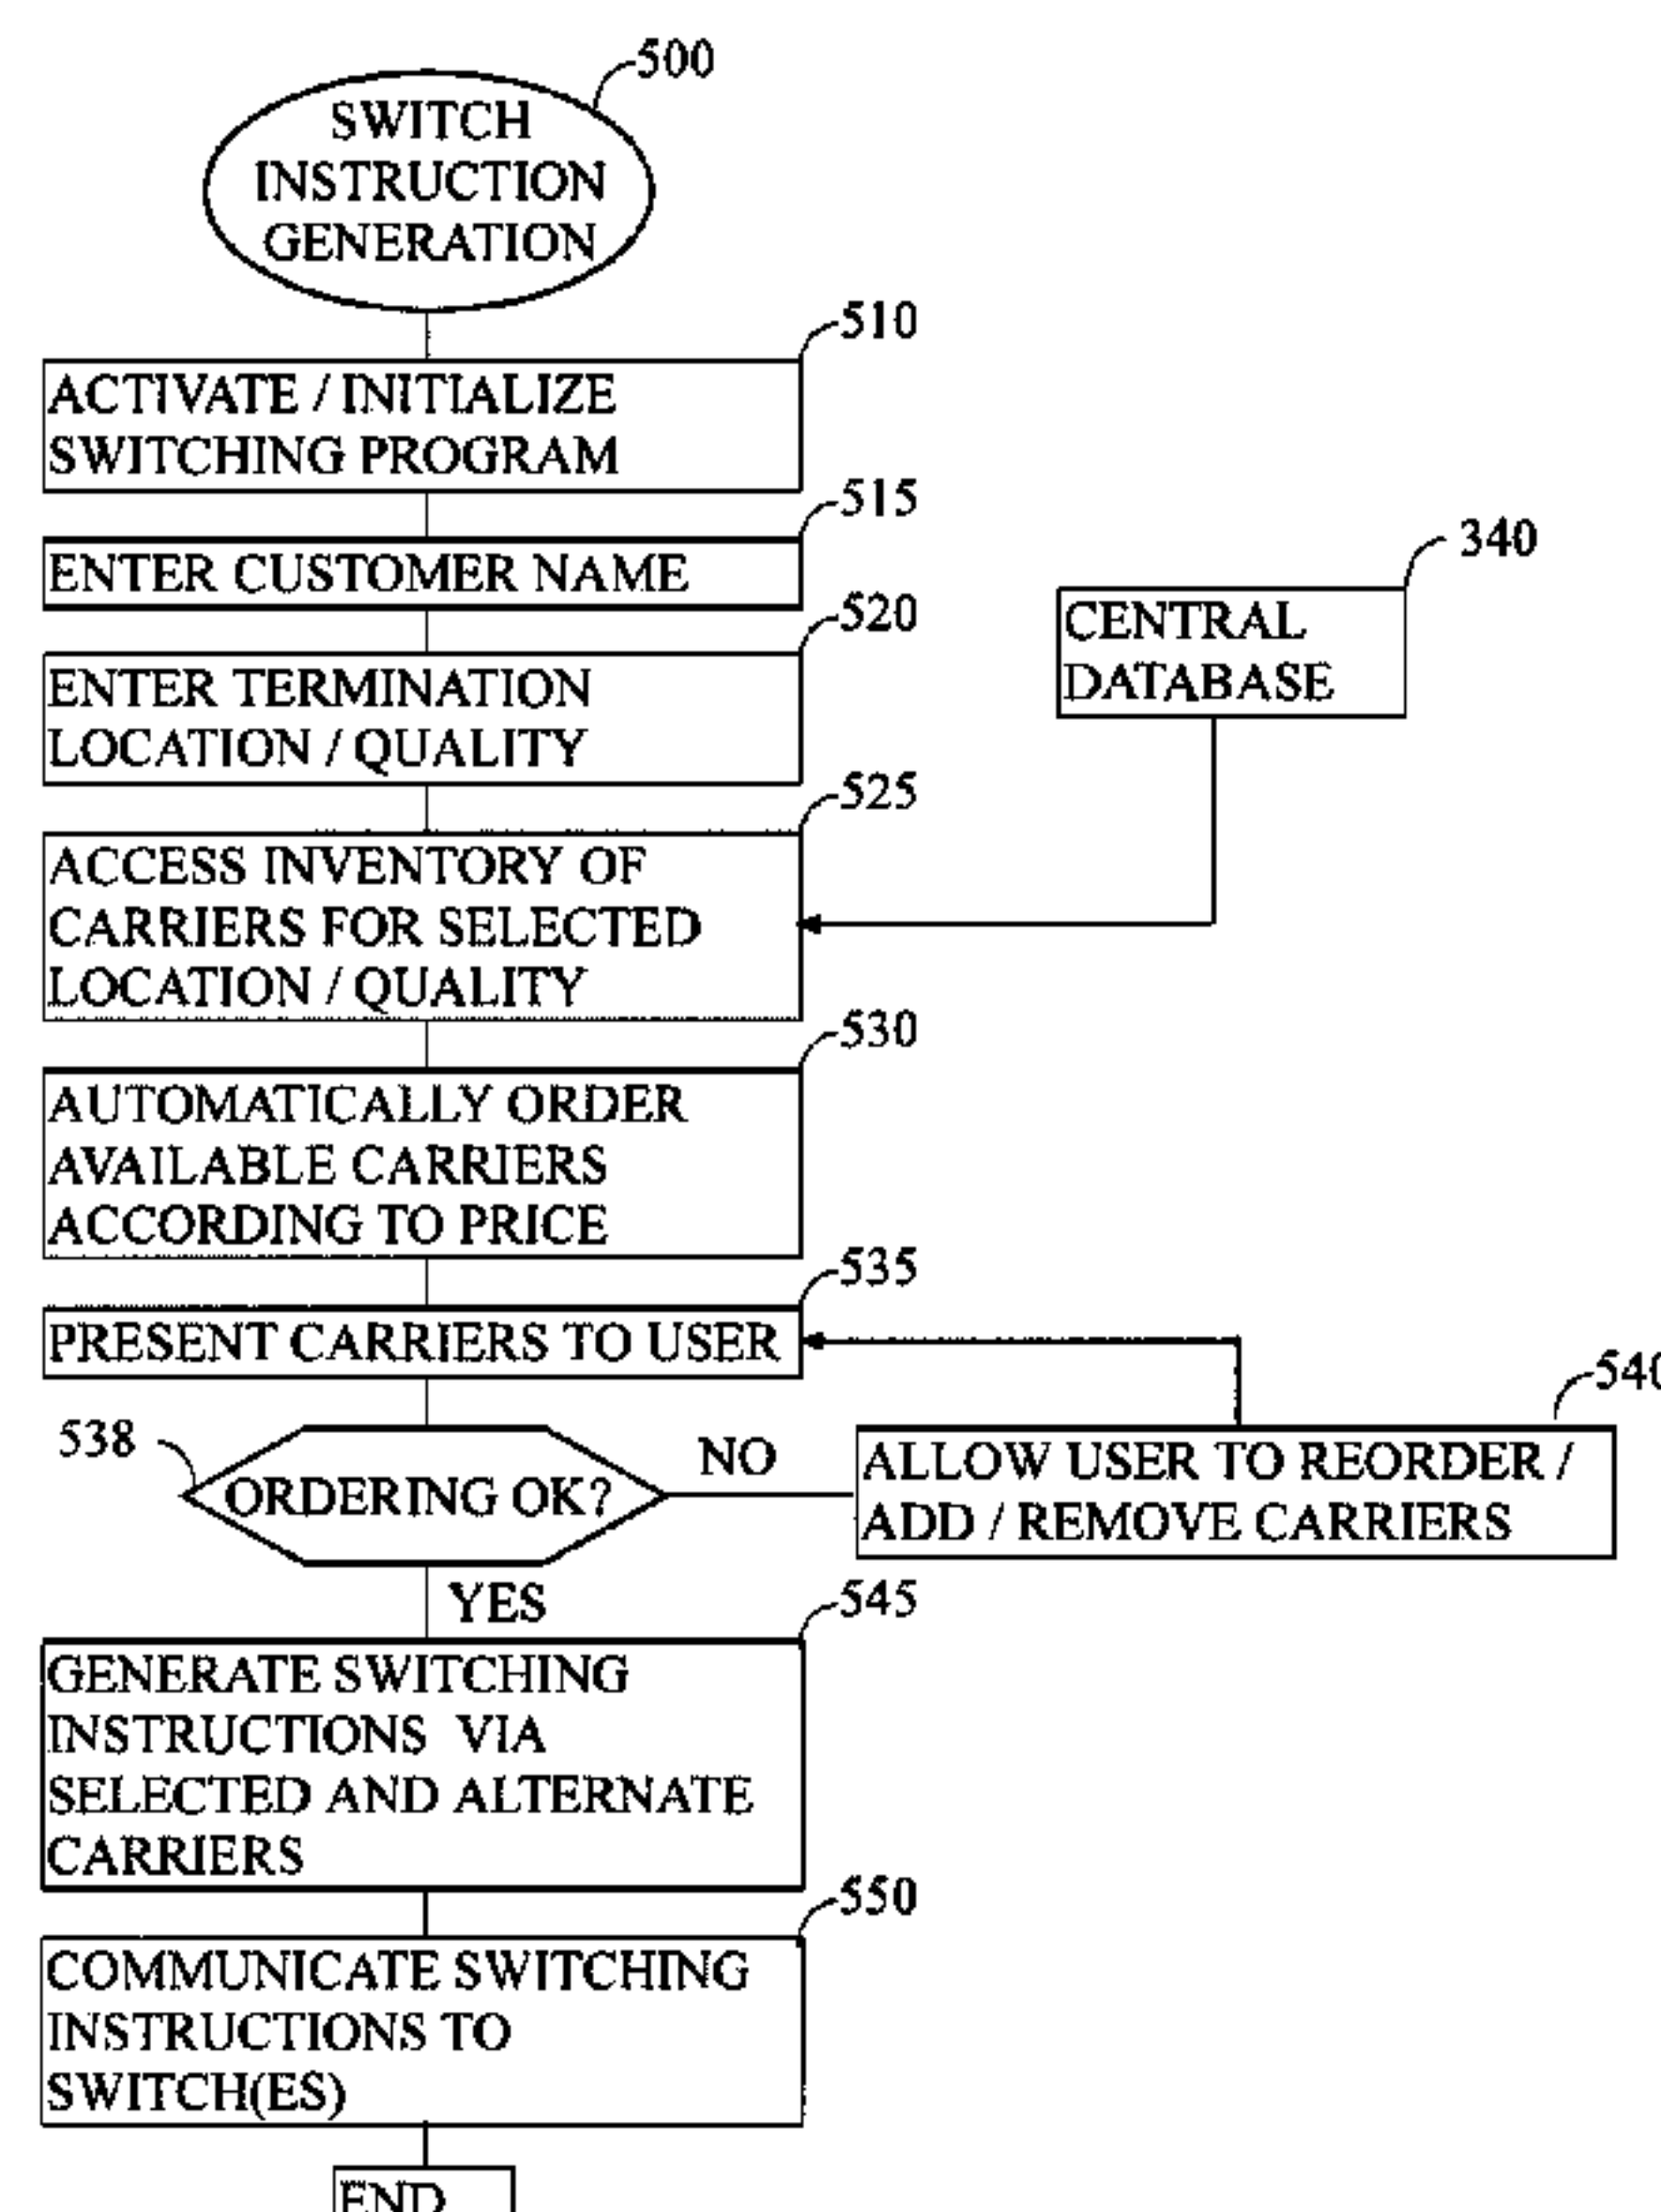 500
SWITCH
INSTRUCTION
GENERATION
510
ACTIVATE / INITIALIZE
SWITCHING PROGRAM
515
ENTER CUSTOMER NAME
340
CENTRAL
DATABASE
520
ENTER TERMINATION
LOCATION / QUALITY
525
ACCESS INVENTORY OF
CARRIERS FOR SELECTED
LOCATION / QUALITY
530
AUTOMATICALLY ORDER
AVAILABLE CARRIERS
ACCORDING TO PRICE
535
PRESENT CARRIERS TO USER
538
ORDERING OK?
NO
540
ALLOW USER TO REORDER /
ADD / REMOVE CARRIERS
YES
545
GENERATE SWITCHING
INSTRUCTIONS VIA
SELECTED AND ALTERNATE
CARRIERS
550
COMMUNICATE SWITCHING
INSTRUCTIONS TO
SWITCH(ES)
END